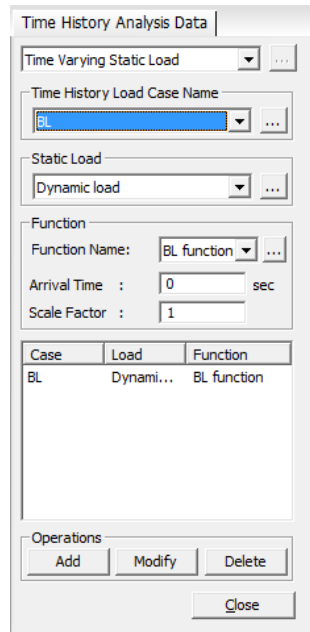 Time History Analysis Data
Time Varying Static Load ...
Time History Load Case Name
BL ...
Static Load
Dynamic load ...
Function
Function Name: BL function ...
Arrival Time : 0 sec
Scale Factor : 1
Case Load Function
BL Dynami... BL function
Operations
Add Modify Delete
Close